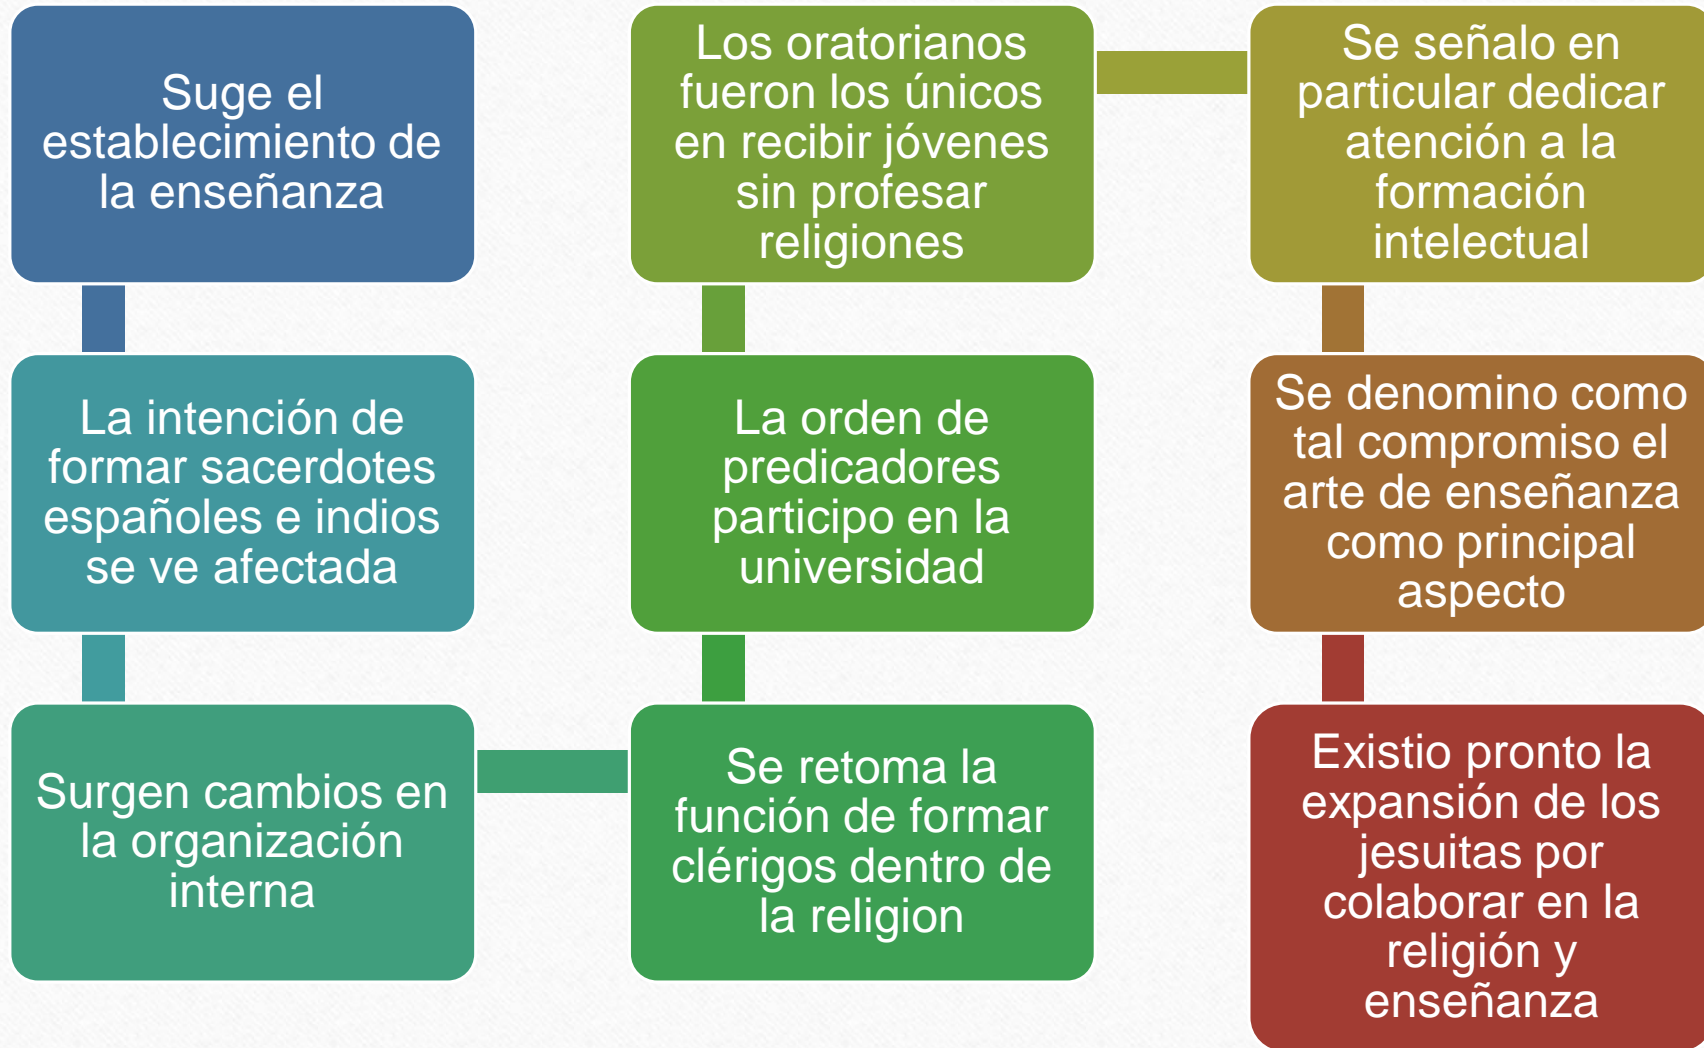 Suge el
establecimiento de
la enseñanza
La intención de
formar sacerdotes
españoles e indios
se ve afectada
Surgen cambios en
la organización
interna
Se retoma la
función de formar
clérigos dentro de
la religion
La orden de
predicadores
participo en la
universidad
Los oratorianos
fueron los únicos
en recibir jóvenes
sin profesar
religiones
Se señalo en
particular dedicar
atención a la
formación
intelectual
Se denomino como
tal compromiso el
arte de enseñanza
como principal
aspecto
Existio pronto la
expansión de los
jesuitas por
colaborar en la
religión y
enseñanza